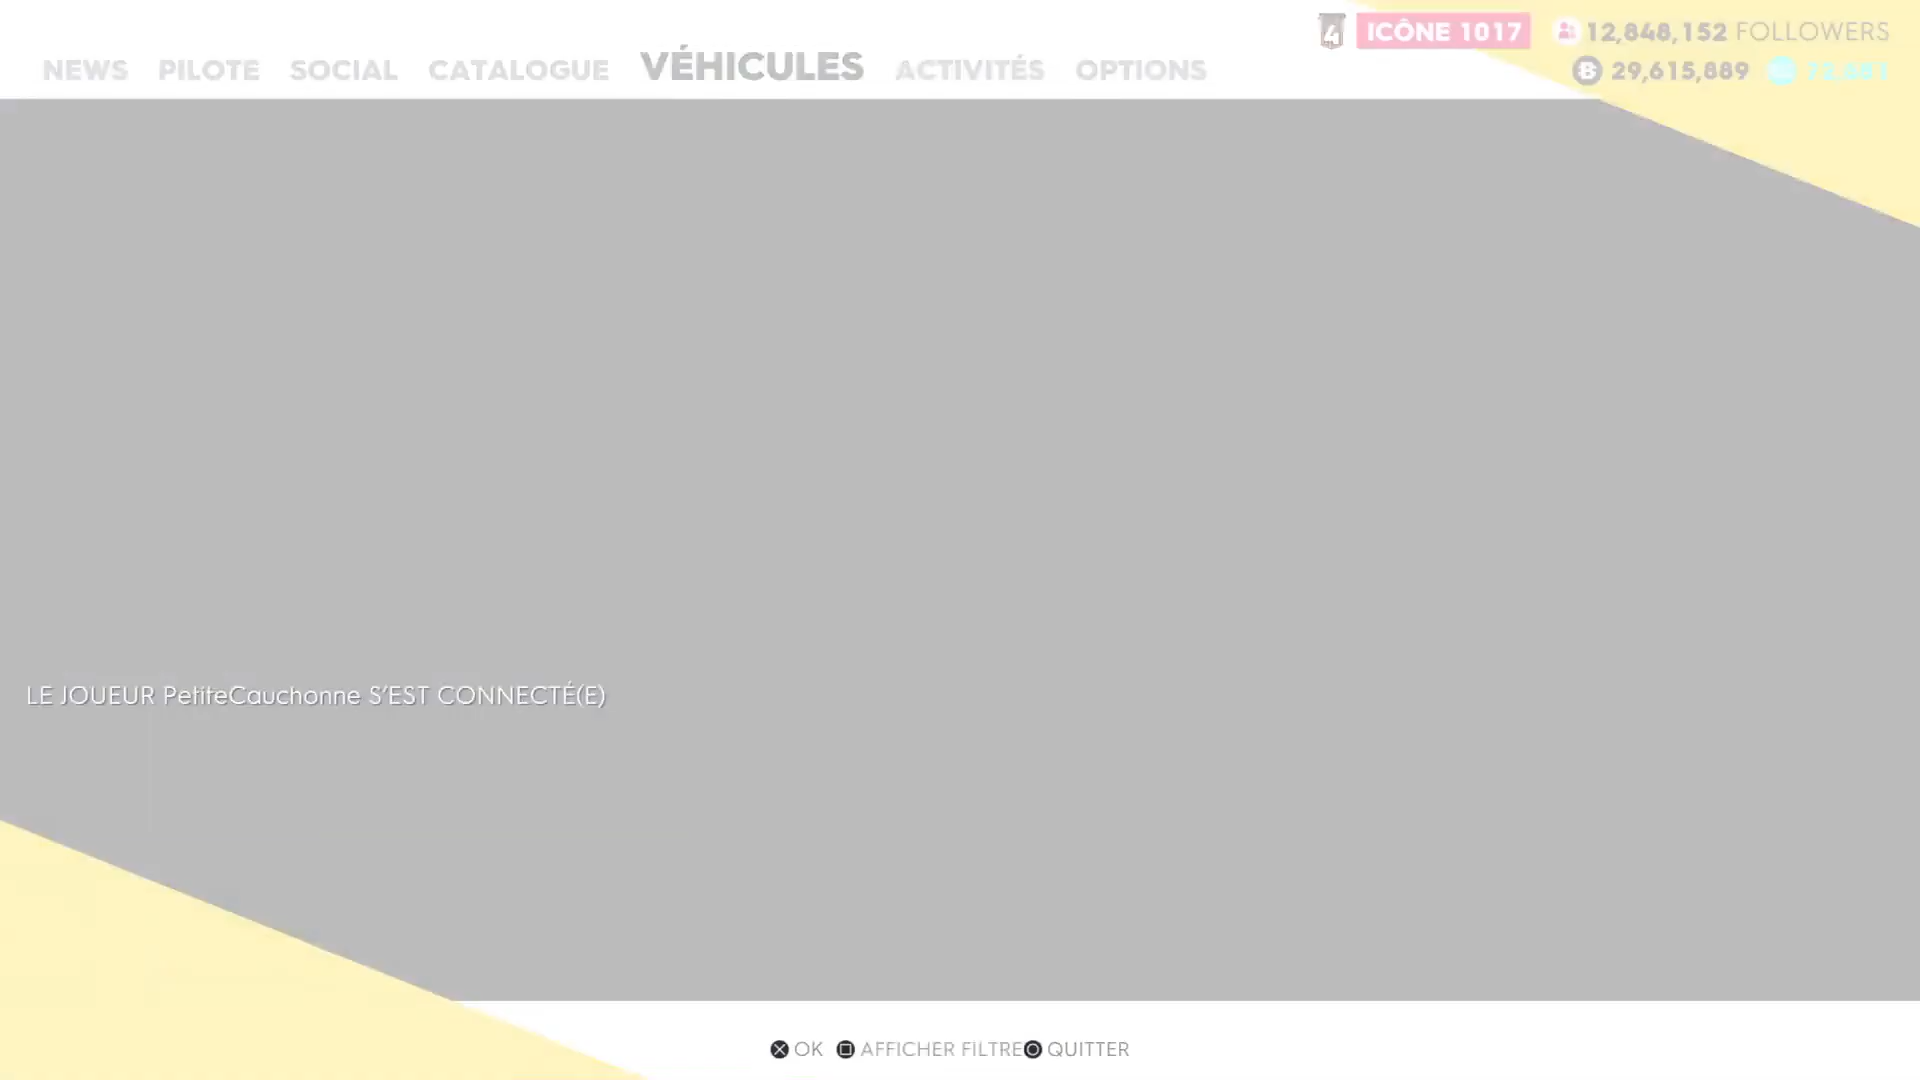 4 ICÔNE 1017 12,848,152 FOLLOWERS
NEWS PILOTE SOCIAL CATALOGUE VÉHICULES ACTIVITÉS OPTIONS
29,615,889
LE JOUEUR PetiteCauchonne S'EST CONNECTÉ(E)
OK AFFICHER FILTRE QUITTER